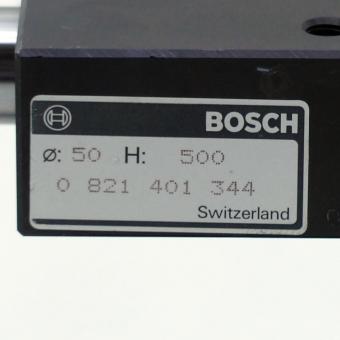 BOSCH
ø: 50 H: 500
0 821 401 344
Switzerland